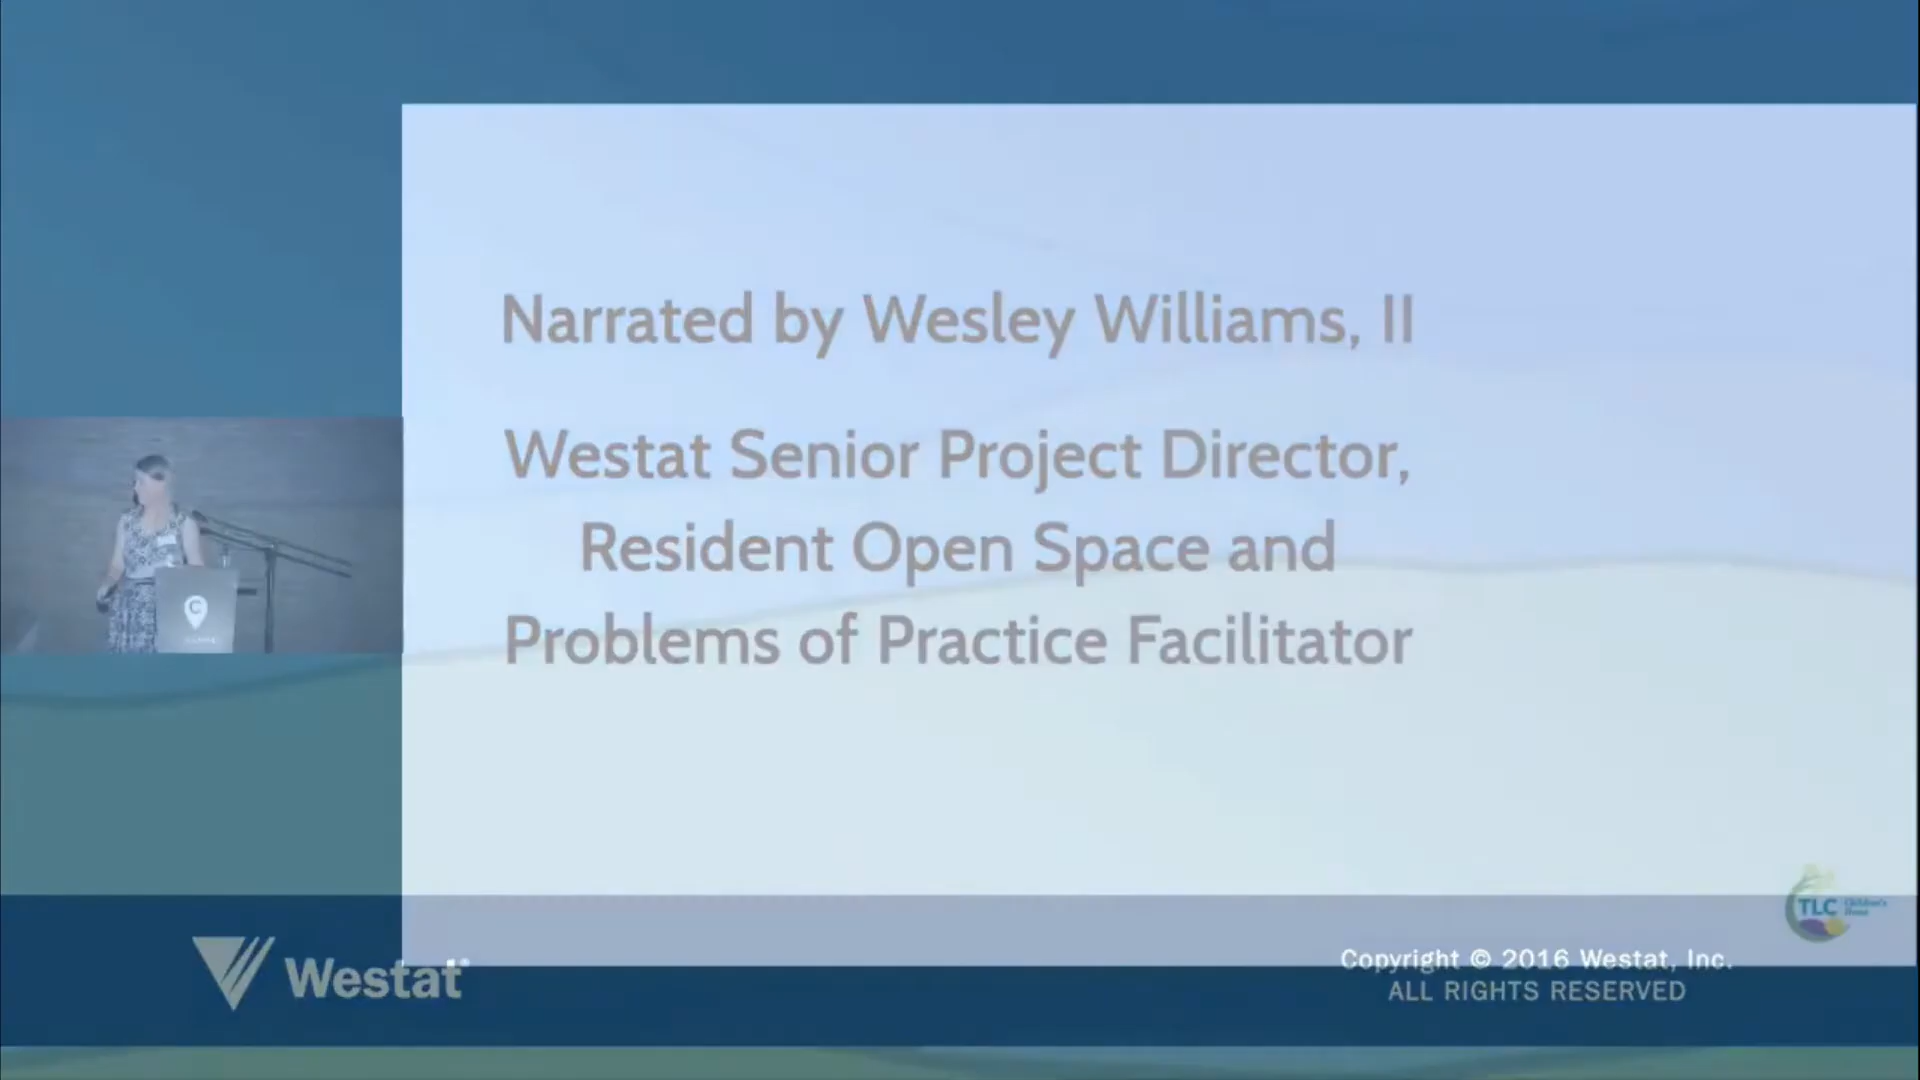 Narrated by Wesley Williams, II
Westat Senior Project Director,
Resident Open Space and
Problems of Practice Facilitator
C
TLC
Westat®
Copyright © 2016 Westat, Inc.
ALL RIGHTS RESERVED